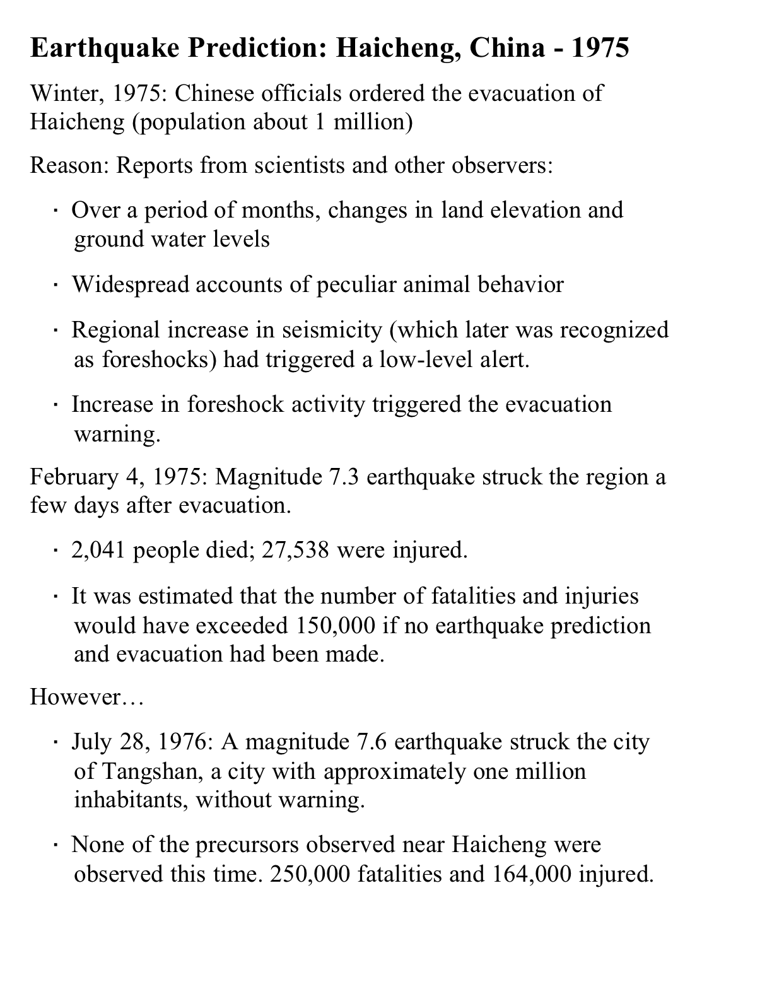 Earthquake Prediction: Haicheng, China - 1975
Winter, 1975: Chinese officials ordered the evacuation of
Haicheng (population about 1 million)
Reason: Reports from scientists and other observers:
· Over a period of months, changes in land elevation and
ground water levels
· Widespread accounts of peculiar animal behavior
· Regional increase in seismicity (which later was recognized
as foreshocks) had triggered a low-level alert.
· Increase in foreshock activity triggered the evacuation
warning.
February 4, 1975: Magnitude 7.3 earthquake struck the region a
few days after evacuation.
· 2,041 people died; 27,538 were injured.
· It was estimated that the number of fatalities and injuries
would have exceeded 150,000 if no earthquake prediction
and evacuation had been made.
However…
· July 28, 1976: A magnitude 7.6 earthquake struck the city
of Tangshan, a city with approximately one million
inhabitants, without warning.
· None of the precursors observed near Haicheng were
observed this time. 250,000 fatalities and 164,000 injured.